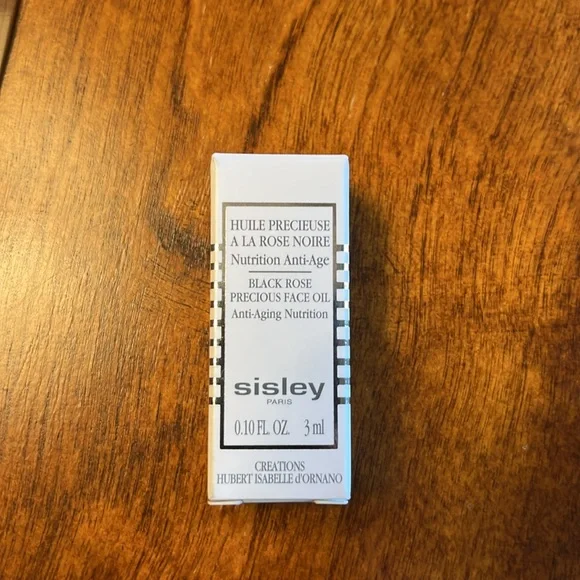 HUILE PRECIEUSE
A LA ROSE NOIRE
Nutrition Anti-Age
BLACK ROSE
PRECIOUS FACE OIL
Anti-Aging Nutrition
sisley
PARIS
0.10 FL. OZ. 3 ml
CREATIONS
HUBERT ISABELLE d'ORNANO